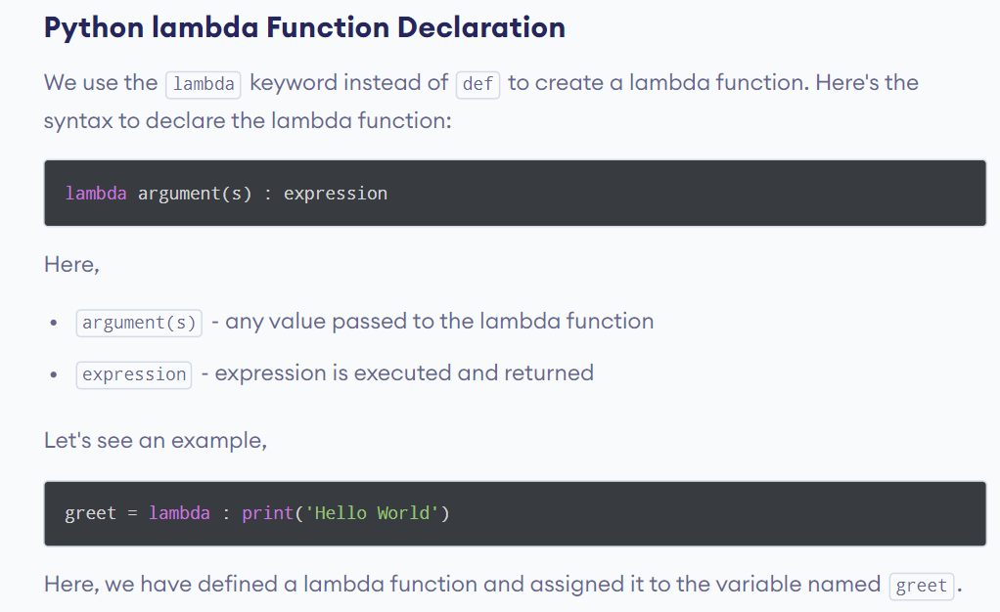 Python lambda Function Declaration
We use the lambda keyword instead of def to create a lambda function. Here's the
syntax to declare the lambda function:
lambda argument(s) : expression
Here,
• argument(s) - any value passed to the lambda function
• expression - expression is executed and returned
Let's see an example,
greet = lambda : print('Hello World')
Here, we have defined a lambda function and assigned it to the variable named greet.